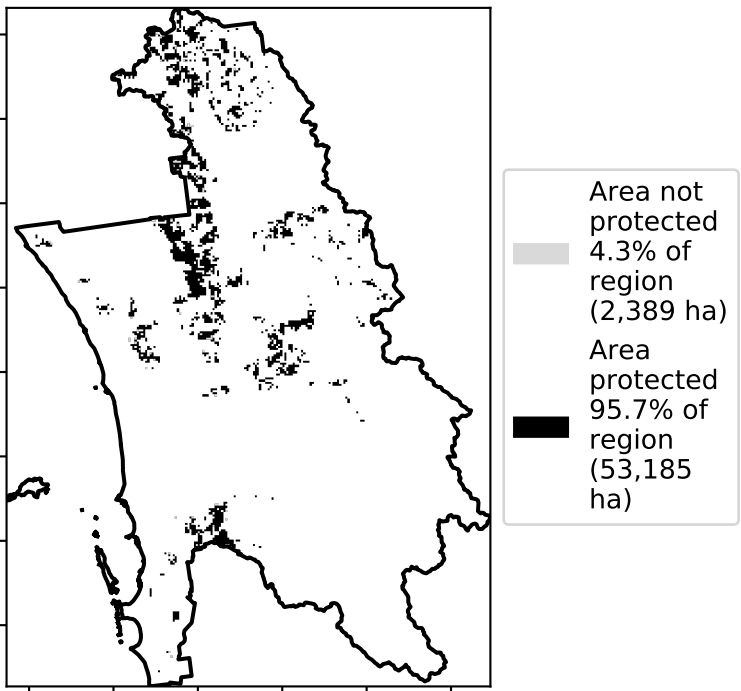 Area not
protected
4.3% of
region
(2,389 ha)
Area
protected
95.7% of
region
(53,185
ha)